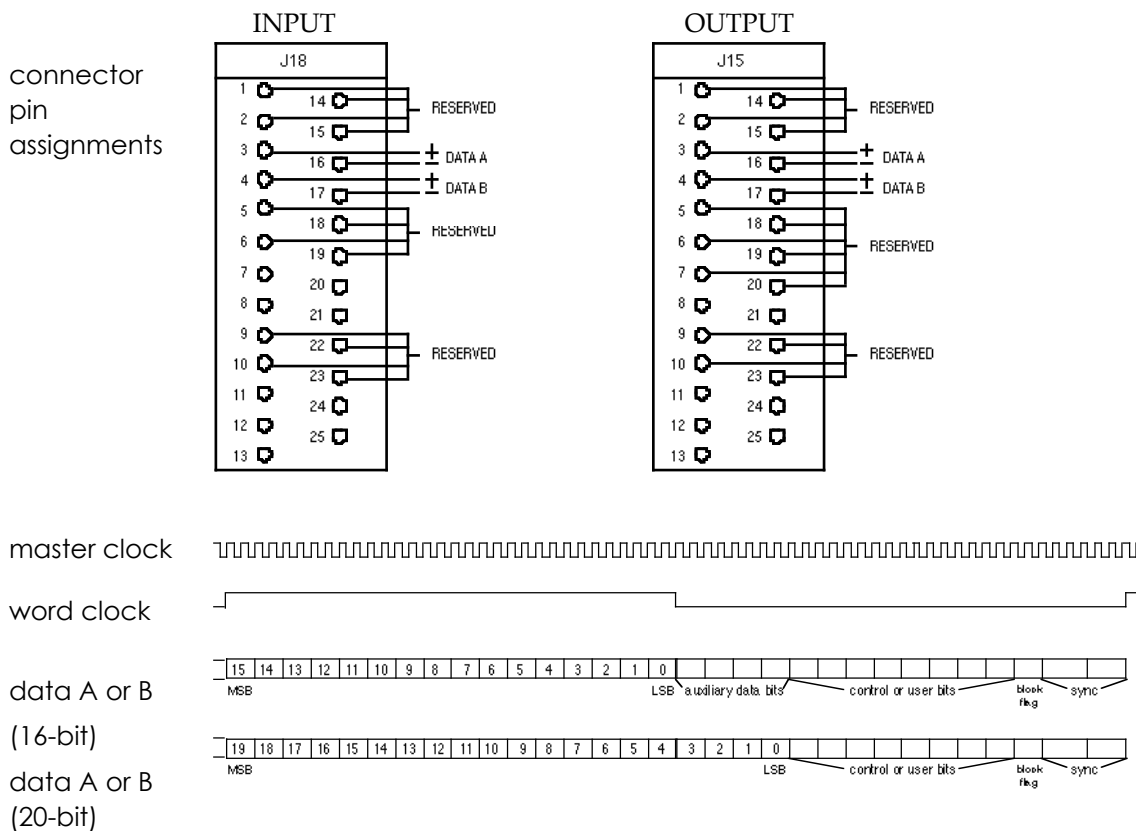 INPUT
OUTPUT
connector
pin
assignments
J18
1
14
2
15
RESERVED
3
16
+ DATA A
−
4
17
+ DATA B
−
5
18
6
19
RESERVED
7
20
8
21
9
22
10
23
RESERVED
11
24
12
25
13
J15
1
14
2
15
RESERVED
3
16
+ DATA A
−
4
17
+ DATA B
−
5
18
6
19
RESERVED
7
20
8
21
9
22
10
23
RESERVED
11
24
12
25
13
master clock
word clock
data A or B
(16-bit)
15 14 13 12 11 10 9 8 7 6 5 4 3 2 1 0
MSB LSB auxiliary data bits control or user bits block flag sync
data A or B
(20-bit)
19 18 17 16 15 14 13 12 11 10 9 8 7 6 5 4 3 2 1 0
MSB LSB control or user bits block flag sync